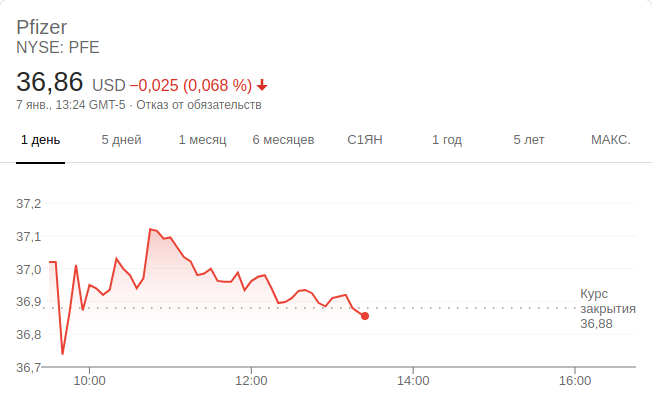 Pfizer
NYSE: PFE
36,86 USD −0,025 (0,068 %)
7 янв., 13:24 GMT-5 · Отказ от обязательств
1 день 5 дней 1 месяц 6 месяцев С1ЯН 1 год 5 лет МАКС.
37,2
37,1
37,0
36,9
36,8
36,7
Курс
закрытия
36,88
10:00 12:00 14:00 16:00